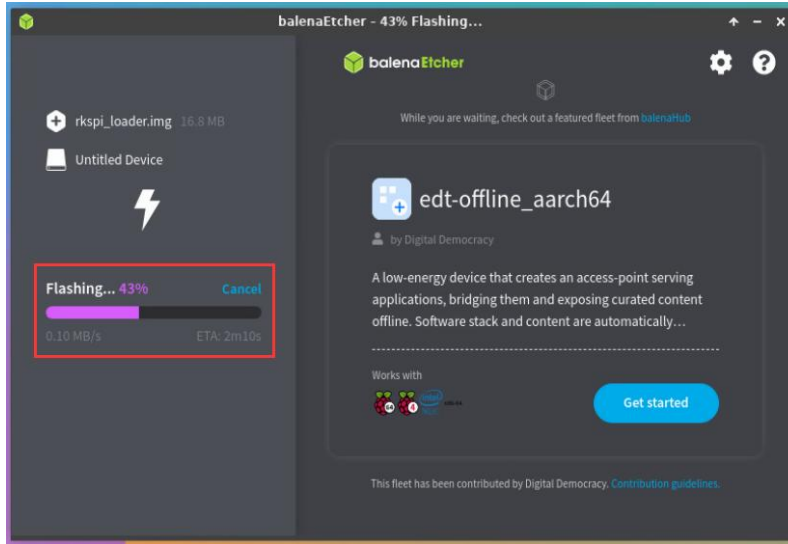 balenaEtcher - 43% Flashing...
balenaEtcher
rkspi_loader.img 16.8 MB
Untitled Device
Flashing... 43% Cancel
0.10 MB/s ETA: 2m10s
While you are waiting, check out a featured fleet from balenaHub
edt-offline_aarch64
by Digital Democracy
A low-energy device that creates an access-point serving
applications, bridging them and exposing curated content
offline. Software stack and content are automatically…
Works with
64 4 intel
Get started
This fleet has been contributed by Digital Democracy. Contribution guidelines.